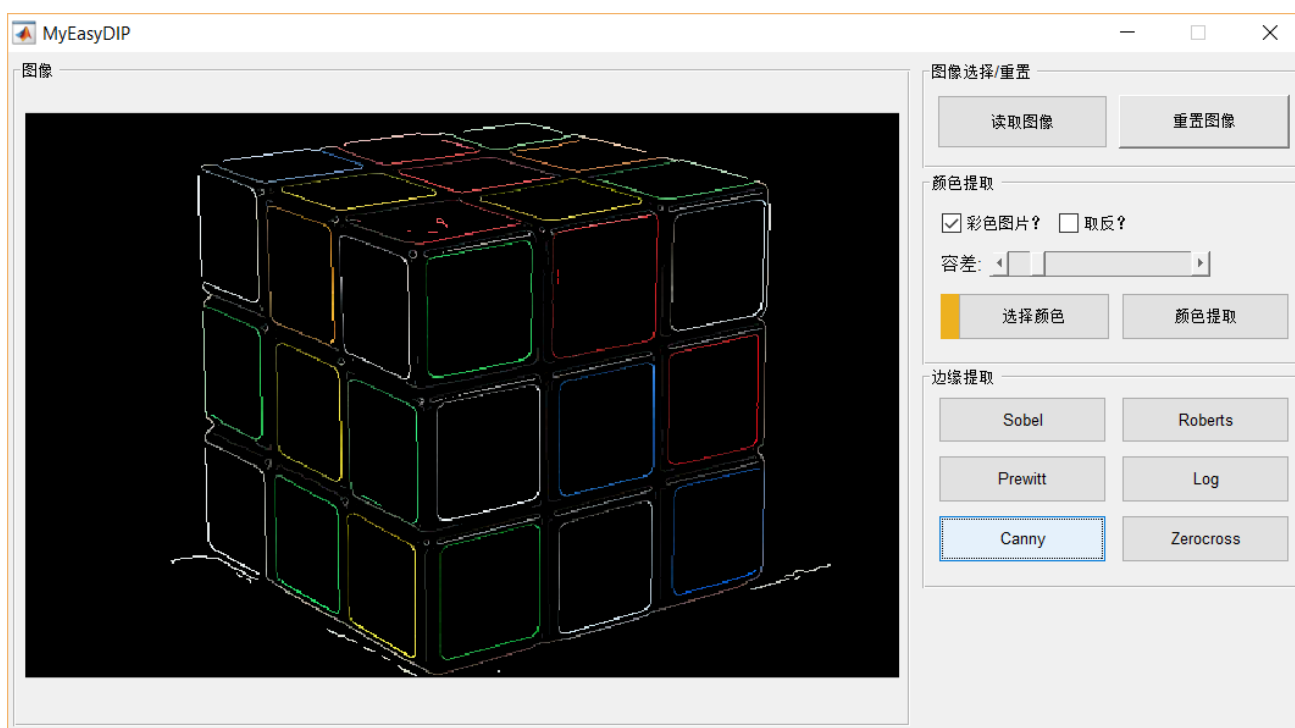 MyEasyDIP
图像
图像选择/重置
读取图像 重置图像
颜色提取
彩色图片? 取反?
容差:
选择颜色 颜色提取
边缘提取
Sobel Roberts
Prewitt Log
Canny Zerocross